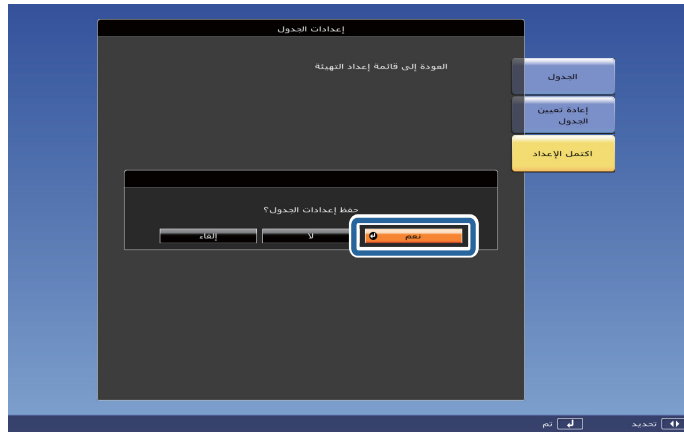 إعدادات الجدول
العودة إلى قائمة إعداد التهيئة
الجدول
إعادة تعيين
الجدول
اكتمل الإعداد
حفظ إعدادات الجدول؟
نعم
لا
إلغاء
تحديد
تم